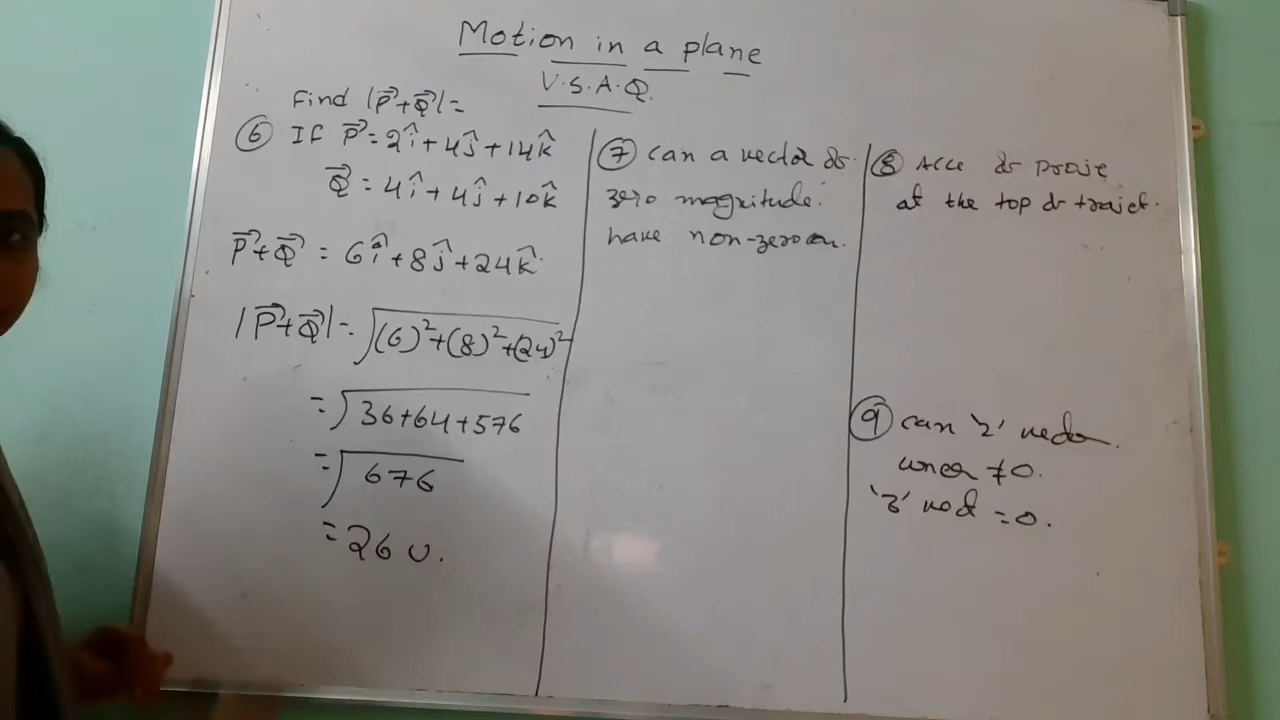 Motion in a plane
V.S.A.Q.
Find |P⃗+Q⃗|=
⑥ If P⃗ = 2î+4ĵ+14k̂
Q⃗ = 4î+4ĵ+10k̂
P⃗+Q⃗ = 6î+8ĵ+24k̂
|P⃗+Q⃗| = √(6)²+(8)²+(24)²
= √36+64+576
= √676
= 26 U.
⑦ can a vector of
zero magnitude.
have non-zero
⑧ Acce of Proje
at the top of traject.
⑨ can '2' vector
≠0.
'3' vect =0.